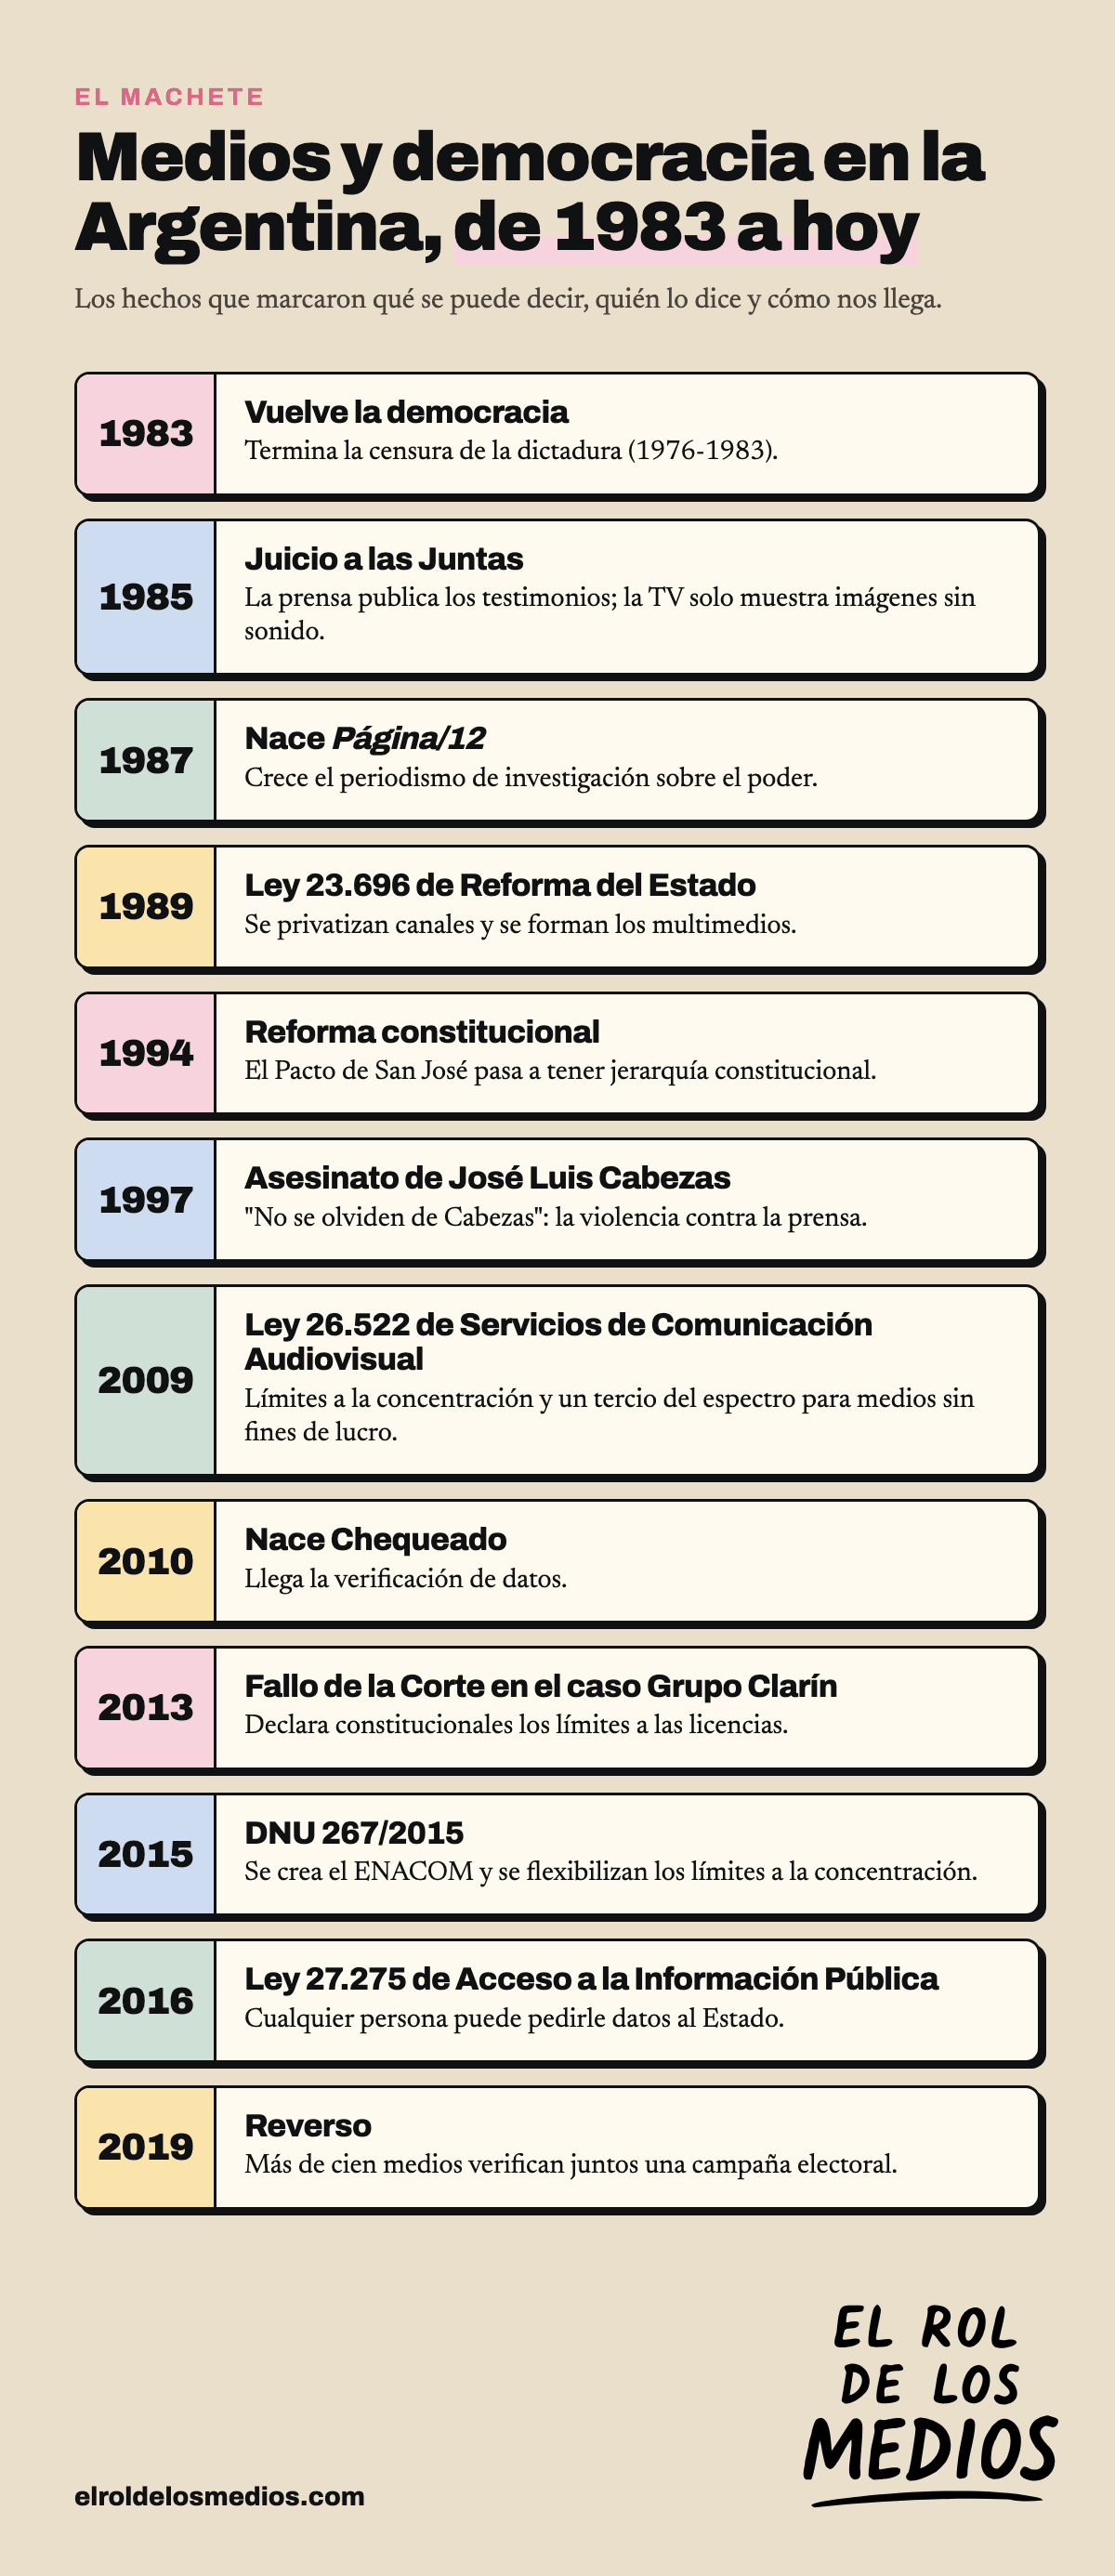 EL MACHETE
Medios y democracia en la
Argentina, de 1983 a hoy
Los hechos que marcaron qué se puede decir, quién lo dice y cómo nos llega.
1983
Vuelve la democracia
Termina la censura de la dictadura (1976-1983).
1985
Juicio a las Juntas
La prensa publica los testimonios; la TV solo muestra imágenes sin
sonido.
1987
Nace Página/12
Crece el periodismo de investigación sobre el poder.
1989
Ley 23.696 de Reforma del Estado
Se privatizan canales y se forman los multimedios.
1994
Reforma constitucional
El Pacto de San José pasa a tener jerarquía constitucional.
1997
Asesinato de José Luis Cabezas
"No se olviden de Cabezas": la violencia contra la prensa.
2009
Ley 26.522 de Servicios de Comunicación
Audiovisual
Límites a la concentración y un tercio del espectro para medios sin
fines de lucro.
2010
Nace Chequeado
Llega la verificación de datos.
2013
Fallo de la Corte en el caso Grupo Clarín
Declara constitucionales los límites a las licencias.
2015
DNU 267/2015
Se crea el ENACOM y se flexibilizan los límites a la concentración.
2016
Ley 27.275 de Acceso a la Información Pública
Cualquier persona puede pedirle datos al Estado.
2019
Reverso
Más de cien medios verifican juntos una campaña electoral.
EL ROL
DE LOS
MEDIOS
elroldelosmedios.com